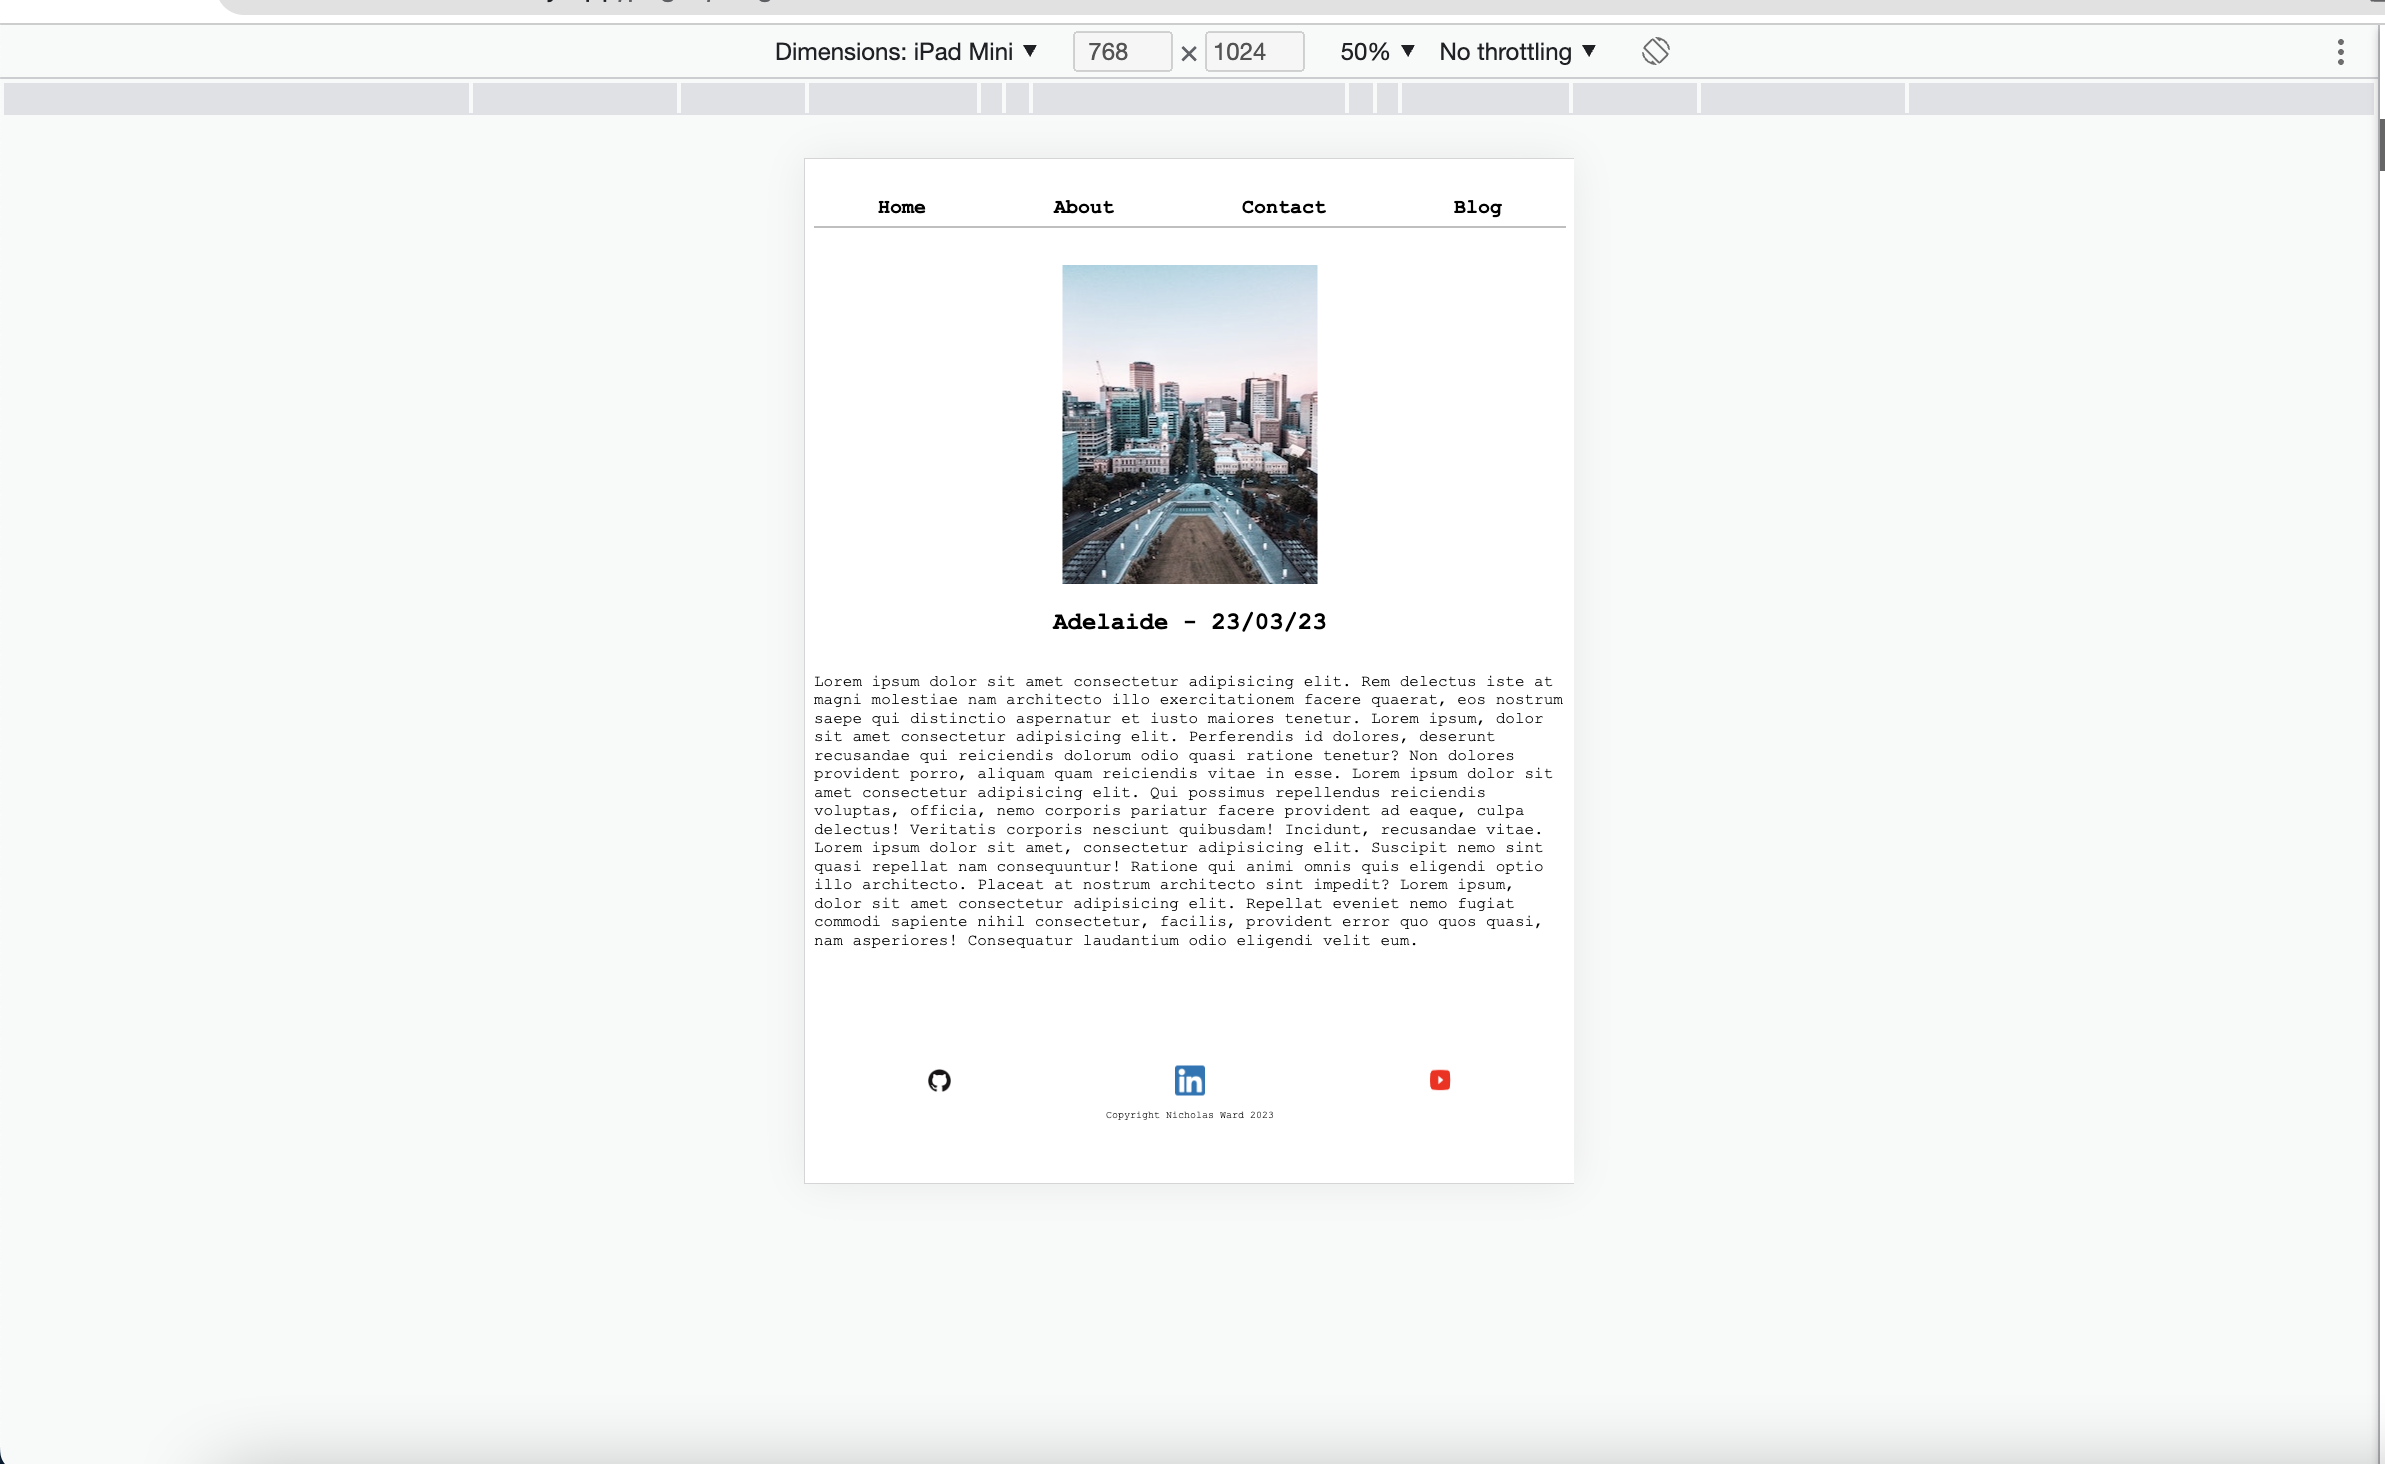 Dimensions: iPad Mini ▼ 768 × 1024 50% ▼ No throttling ▼
Home About Contact Blog
Adelaide - 23/03/23
Lorem ipsum dolor sit amet consectetur adipisicing elit. Rem delectus iste at
magni molestiae nam architecto illo exercitationem facere quaerat, eos nostrum
saepe qui distinctio aspernatur et iusto maiores tenetur. Lorem ipsum, dolor
sit amet consectetur adipisicing elit. Perferendis id dolores, deserunt
recusandae qui reiciendis dolorum odio quasi ratione tenetur? Non dolores
provident porro, aliquam quam reiciendis vitae in esse. Lorem ipsum dolor sit
amet consectetur adipisicing elit. Qui possimus repellendus reiciendis
voluptas, officia, nemo corporis pariatur facere provident ad eaque, culpa
delectus! Veritatis corporis nesciunt quibusdam! Incidunt, recusandae vitae.
Lorem ipsum dolor sit amet, consectetur adipisicing elit. Suscipit nemo sint
quasi repellat nam consequuntur! Ratione qui animi omnis quis eligendi optio
illo architecto. Placeat at nostrum architecto sint impedit? Lorem ipsum,
dolor sit amet consectetur adipisicing elit. Repellat eveniet nemo fugiat
commodi sapiente nihil consectetur, facilis, provident error quo quos quasi,
nam asperiores! Consequatur laudantium odio eligendi velit eum.
in
Copyright Nicholas Ward 2023